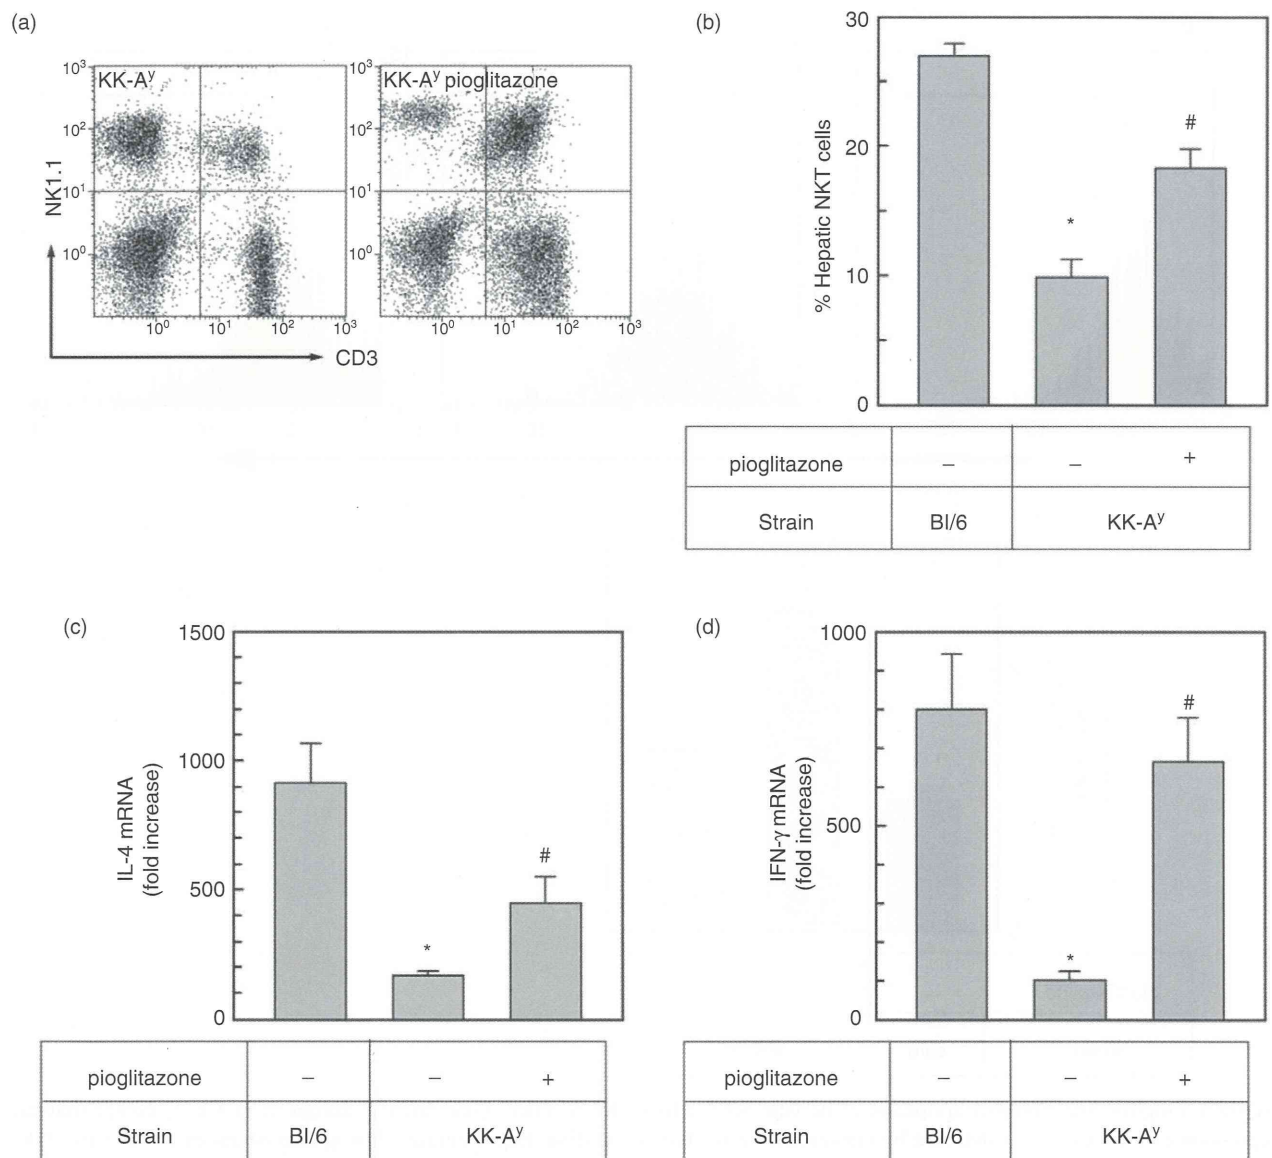 (a)
KK-Aʸ
KK-Aʸ pioglitazone
10³
10²
10¹
10⁰
10³
10²
10¹
10⁰
NK1.1
10⁰ 10¹ 10² 10³
10⁰ 10¹ 10² 10³
CD3
(b)
30
20
10
0
% Hepatic NKT cells
*
#
pioglitazone – – +
Strain Bl/6 KK-Aʸ
(c)
1500
1000
500
0
IL-4 mRNA
(fold increase)
*
#
pioglitazone – – +
Strain Bl/6 KK-Aʸ
(d)
1000
500
0
IFN-γ mRNA
(fold increase)
*
#
pioglitazone – – +
Strain Bl/6 KK-Aʸ